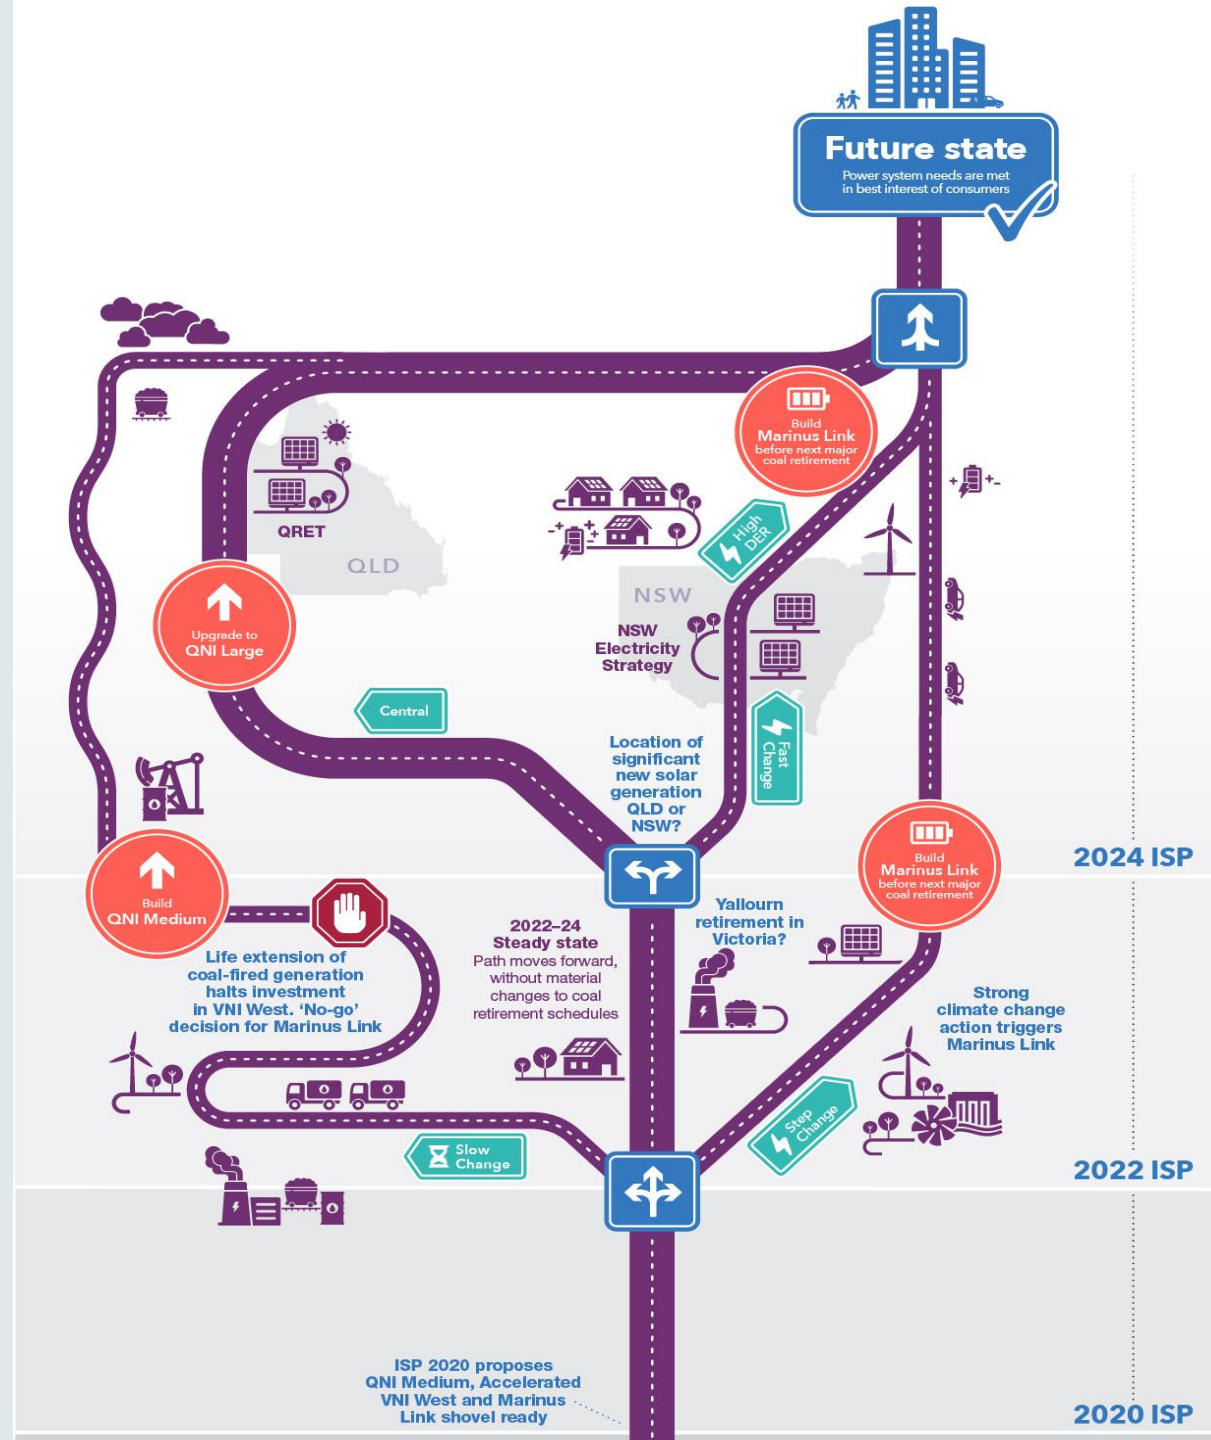 Future state
Power system needs are met
in best interest of consumers
Build
Marinus Link
before next major
coal retirement
QRET
QLD
High
DER
NSW
NSW
Electricity
Strategy
Upgrade to
QNI Large
Central
Fast
Change
Location of
significant
new solar
generation
QLD or
NSW?
Build
Marinus Link
before next major
coal retirement
2024 ISP
Build
QNI Medium
Life extension of
coal-fired generation
halts investment
in VNI West. ‘No-go’
decision for Marinus Link
2022–24
Steady state
Path moves forward,
without material
changes to coal
retirement schedules
Yallourn
retirement in
Victoria?
Strong
climate change
action triggers
Marinus Link
Step
Change
Slow
Change
2022 ISP
ISP 2020 proposes
QNI Medium, Accelerated
VNI West and Marinus
Link shovel ready
2020 ISP